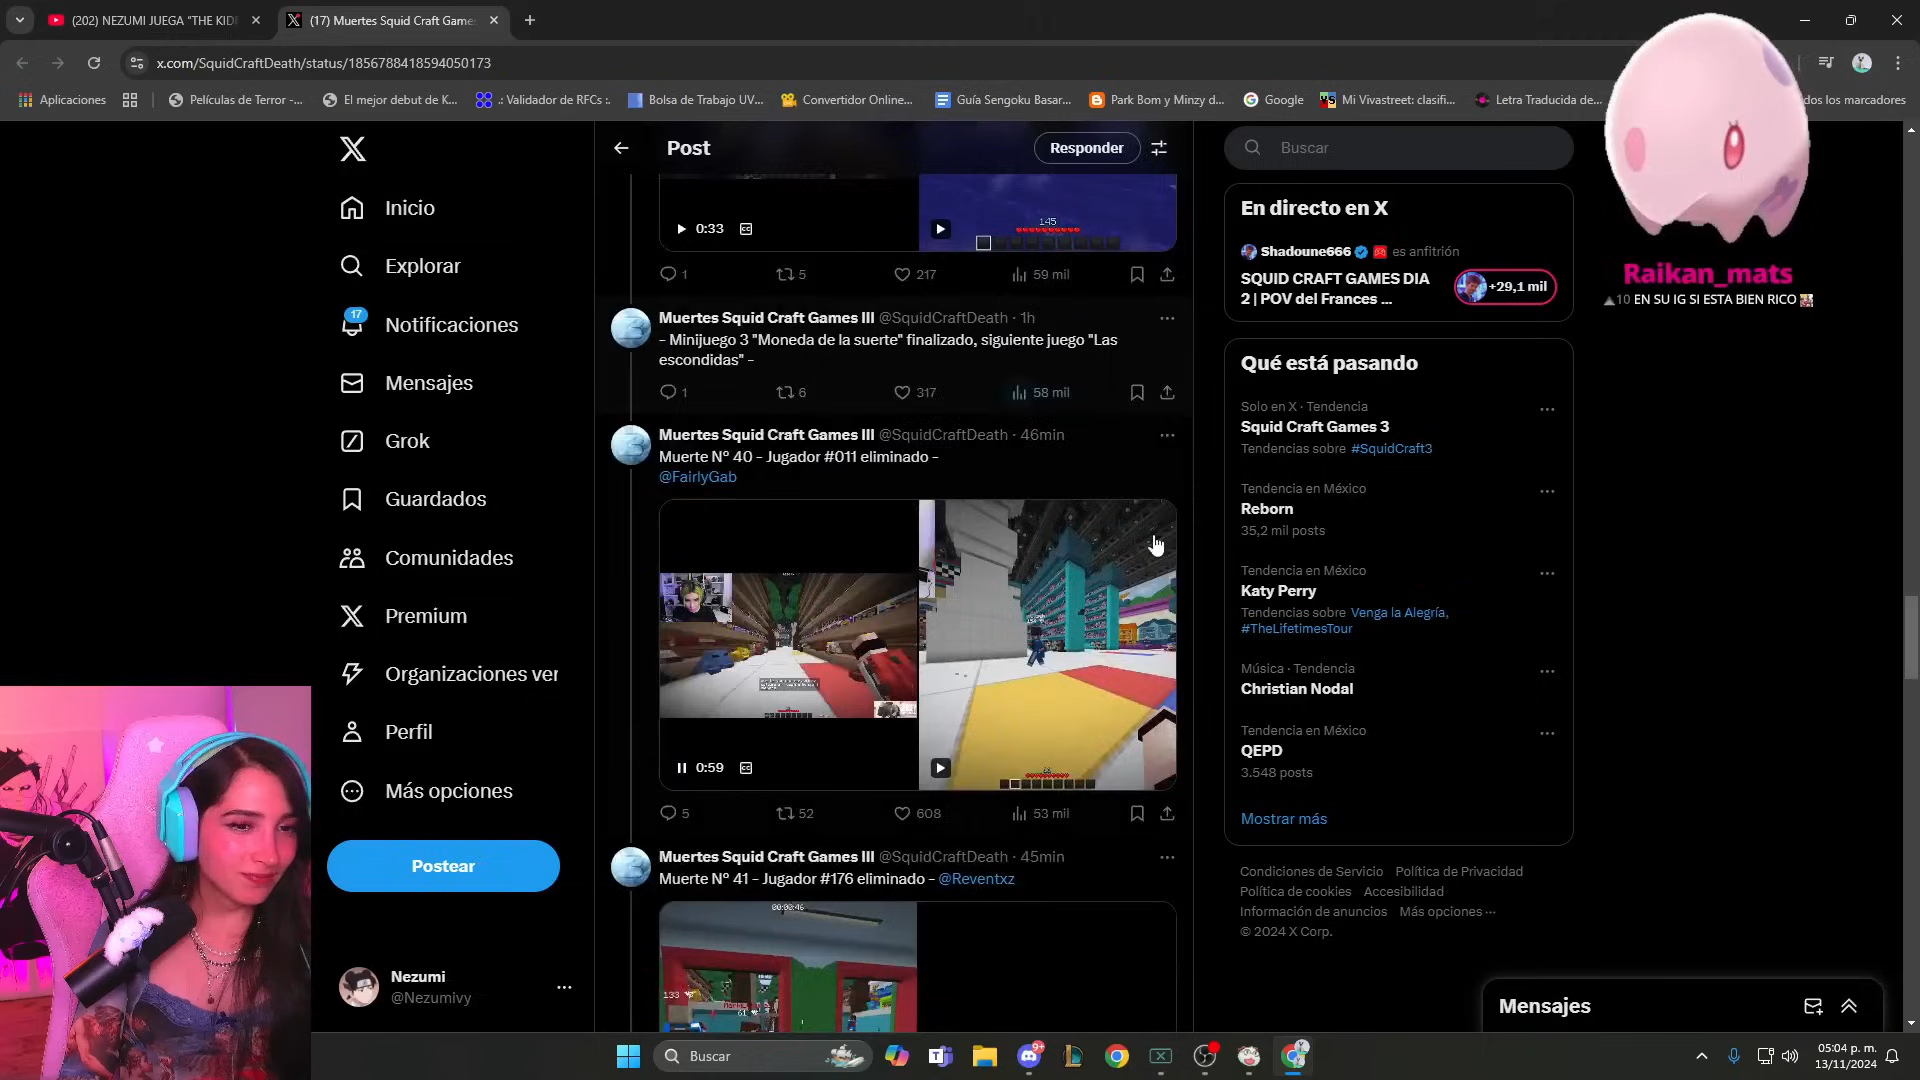 (202) NEZUMI JUEGA "THE KID
(17) Muertes Squid Craft Game
x.com/SquidCraftDeath/status/1856788418594050173
Aplicaciones
Películas de Terror -...
El mejor debut de K...
.: Validador de RFCs :.
Bolsa de Trabajo UV...
Convertidor Online...
Guía Sengoku Basar...
Park Bom y Minzy d...
Google
Mi Vivastreet: clasifi...
Letra Traducida de...
dos los marcadores
Inicio
Explorar
17
Notificaciones
Mensajes
Grok
Guardados
Comunidades
Premium
Organizaciones ver
Perfil
Más opciones
Postear
Nezumi
@Nezumivy
Post
Responder
0:33
145
1
5
217
59 mil
Muertes Squid Craft Games III @SquidCraftDeath · 1h
- Minijuego 3 "Moneda de la suerte" finalizado, siguiente juego "Las
escondidas" -
1
6
317
58 mil
Muertes Squid Craft Games III @SquidCraftDeath · 46min
Muerte Nº 40 - Jugador #011 eliminado -
@FairlyGab
0:59
5
52
608
53 mil
Muertes Squid Craft Games III @SquidCraftDeath · 45min
Muerte Nº 41 - Jugador #176 eliminado - @Reventxz
00:00:46
133
61
Buscar
En directo en X
Shadoune666 es anfitrión
SQUID CRAFT GAMES DIA
2 | POV del Frances ...
+29,1 mil
Qué está pasando
Solo en X · Tendencia
Squid Craft Games 3
Tendencias sobre #SquidCraft3
Tendencia en México
Reborn
35,2 mil posts
Tendencia en México
Katy Perry
Tendencias sobre Venga la Alegría,
#TheLifetimesTour
Música · Tendencia
Christian Nodal
Tendencia en México
QEPD
3.548 posts
Mostrar más
Condiciones de Servicio Política de Privacidad
Política de cookies Accesibilidad
Información de anuncios Más opciones ...
© 2024 X Corp.
Mensajes
Raikan_mats
10 EN SU IG SI ESTA BIEN RICO
Buscar
9+
05:04 p. m.
13/11/2024